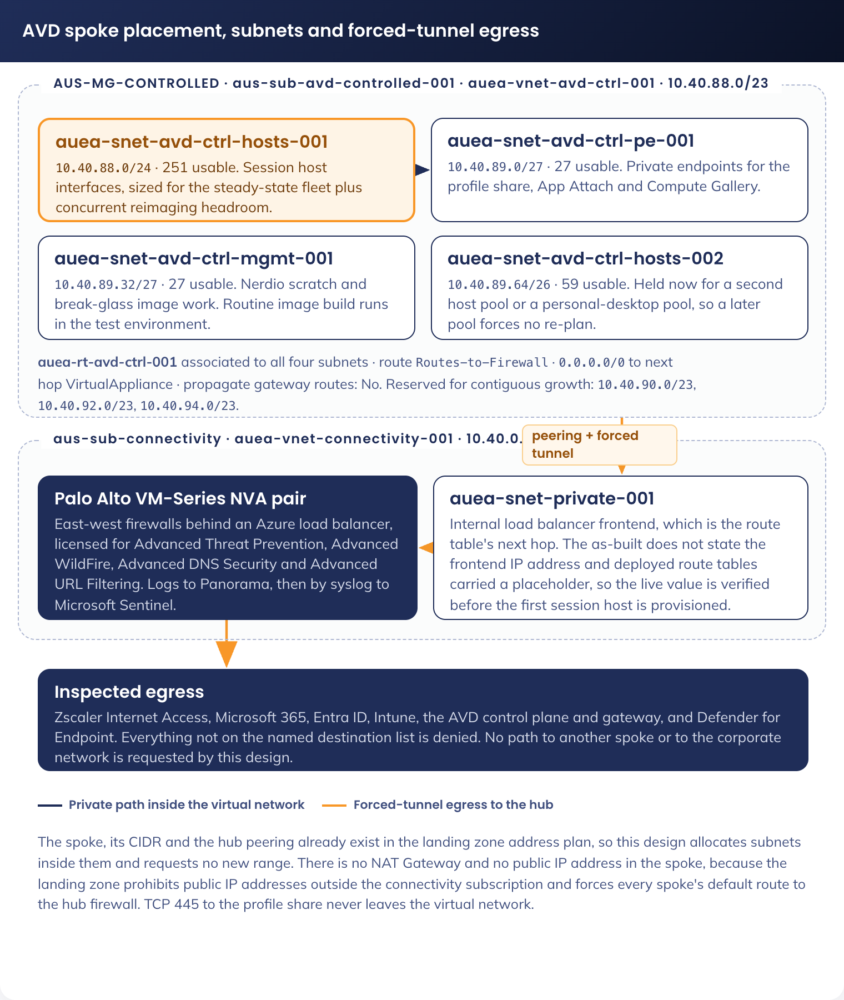 AVD spoke placement, subnets and forced-tunnel egress
AUS-MG-CONTROLLED · aus-sub-avd-controlled-001 · auea-vnet-avd-ctrl-001 · 10.40.88.0/23
auea-snet-avd-ctrl-hosts-001
10.40.88.0/24 · 251 usable. Session host
interfaces, sized for the steady-state fleet plus
concurrent reimaging headroom.
auea-snet-avd-ctrl-pe-001
10.40.89.0/27 · 27 usable. Private endpoints for the
profile share, App Attach and Compute Gallery.
auea-snet-avd-ctrl-mgmt-001
10.40.89.32/27 · 27 usable. Nerdio scratch and
break-glass image work. Routine image build runs
in the test environment.
auea-snet-avd-ctrl-hosts-002
10.40.89.64/26 · 59 usable. Held now for a second
host pool or a personal-desktop pool, so a later
pool forces no re-plan.
auea-rt-avd-ctrl-001 associated to all four subnets · route Routes-to-Firewall · 0.0.0.0/0 to next
hop VirtualAppliance · propagate gateway routes: No. Reserved for contiguous growth: 10.40.90.0/23,
10.40.92.0/23, 10.40.94.0/23.
aus-sub-connectivity · auea-vnet-connectivity-001 · 10.40.0.
peering + forced
tunnel
Palo Alto VM-Series NVA pair
East-west firewalls behind an Azure load balancer,
licensed for Advanced Threat Prevention, Advanced
WildFire, Advanced DNS Security and Advanced
URL Filtering. Logs to Panorama, then by syslog to
Microsoft Sentinel.
auea-snet-private-001
Internal load balancer frontend, which is the route
table's next hop. The as-built does not state the
frontend IP address and deployed route tables
carried a placeholder, so the live value is verified
before the first session host is provisioned.
Inspected egress
Zscaler Internet Access, Microsoft 365, Entra ID, Intune, the AVD control plane and gateway, and Defender for
Endpoint. Everything not on the named destination list is denied. No path to another spoke or to the corporate
network is requested by this design.
Private path inside the virtual network
Forced-tunnel egress to the hub
The spoke, its CIDR and the hub peering already exist in the landing zone address plan, so this design allocates subnets
inside them and requests no new range. There is no NAT Gateway and no public IP address in the spoke, because the
landing zone prohibits public IP addresses outside the connectivity subscription and forces every spoke's default route to
the hub firewall. TCP 445 to the profile share never leaves the virtual network.